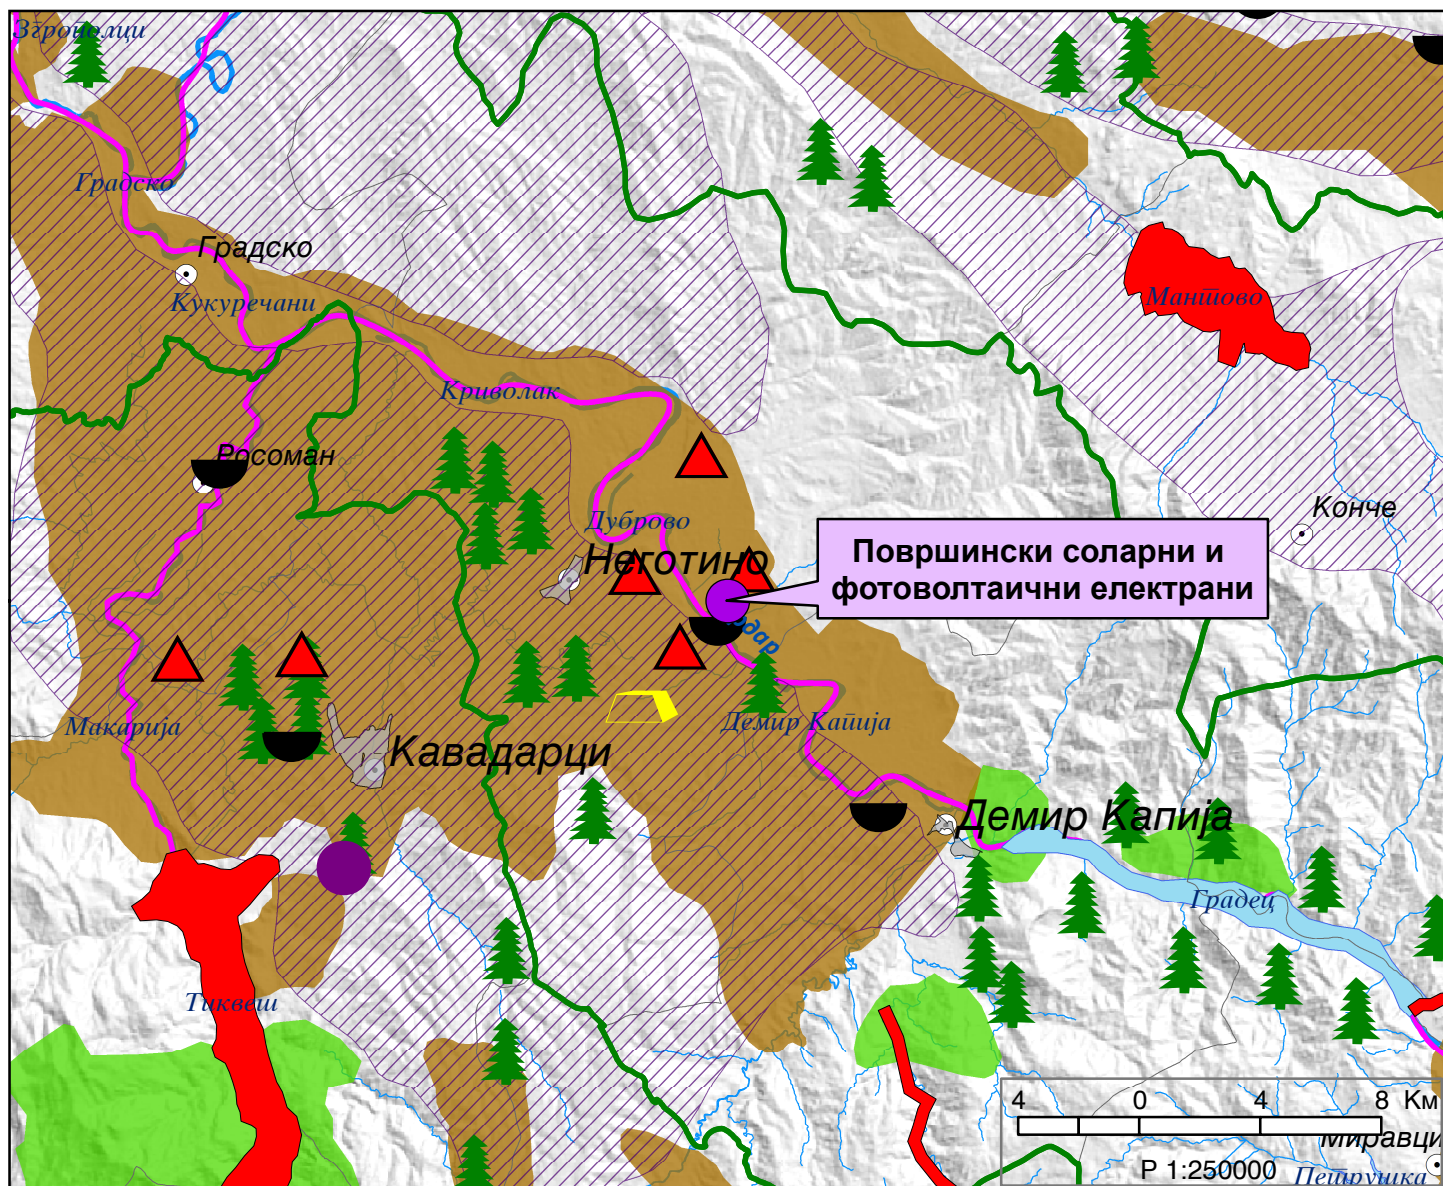 Згрополци
Градско
Градско
Кукуречани
Мантово
Криволак
Росоман
Конче
Дуброво
Неготино
Површински соларни и
фотоволтаични електрани
Макарија
Демир Капија
Кавадарци
Демир Капија
Градец
Тиквеш
4 0 4 8 Км
Миравци
Р 1:250000
Петрушка